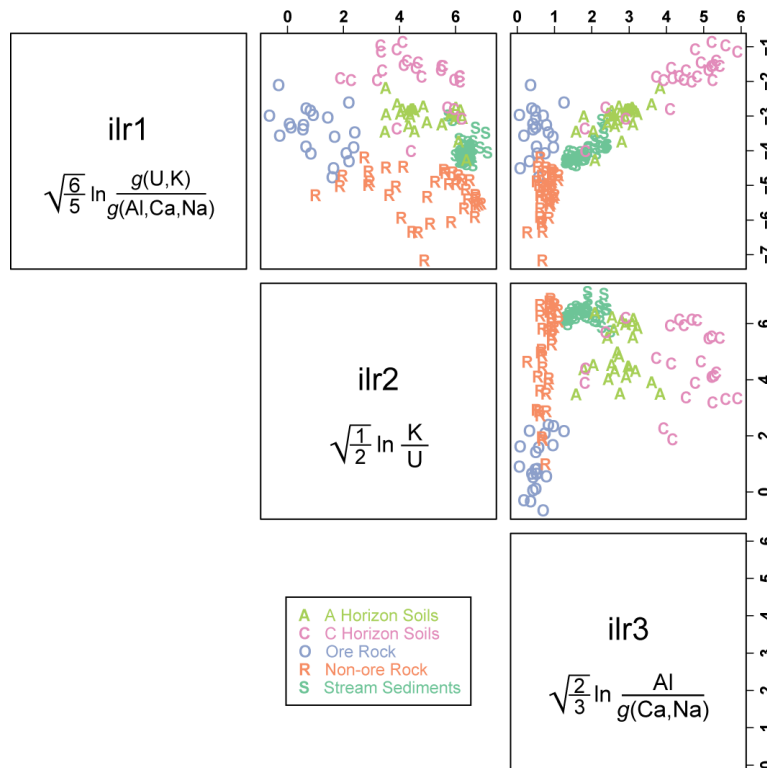 0 2 4 6 0 1 2 3 4 5 6
ilr1
√(6/5) ln g(U,K)/g(Al,Ca,Na)
-1
-2
-3
-4
-5
-6
-7
ilr2
√(1/2) ln K/U
6
4
2
0
A A Horizon Soils
C C Horizon Soils
O Ore Rock
R Non-ore Rock
S Stream Sediments
ilr3
√(2/3) ln Al/g(Ca,Na)
6
5
4
3
2
1
0